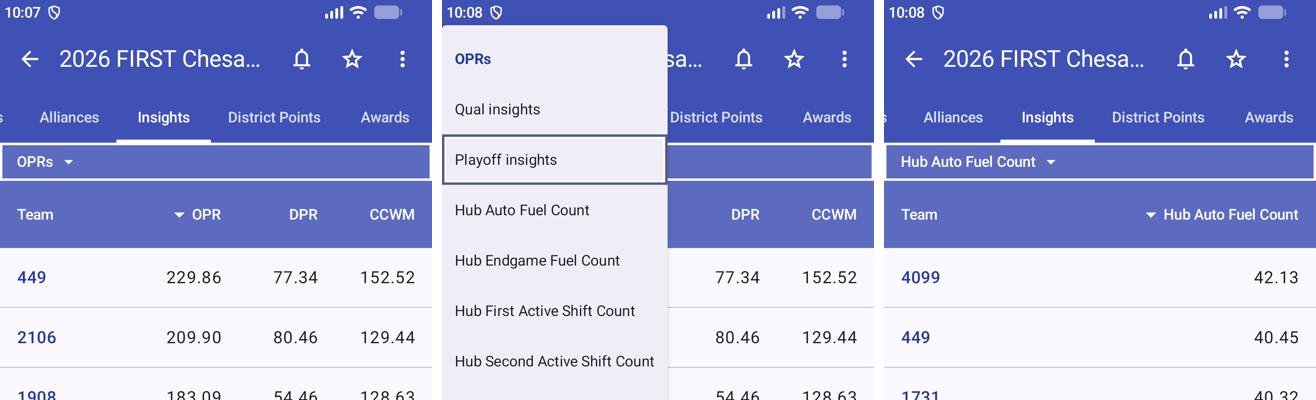 10:07
2026 FIRST Chesa...
s Alliances Insights District Points Awards
OPRs
Team OPR DPR CCWM
449 229.86 77.34 152.52
2106 209.90 80.46 129.44
1908 183.09 54.46 128.63
10:08
sa...
District Points Awards
OPRs
Qual insights
Playoff insights
Hub Auto Fuel Count
Hub Endgame Fuel Count
Hub First Active Shift Count
Hub Second Active Shift Count
DPR CCWM
77.34 152.52
80.46 129.44
54.46 128.63
10:08
2026 FIRST Chesa...
s Alliances Insights District Points Awards
Hub Auto Fuel Count
Team Hub Auto Fuel Count
4099 42.13
449 40.45
1731 40.32